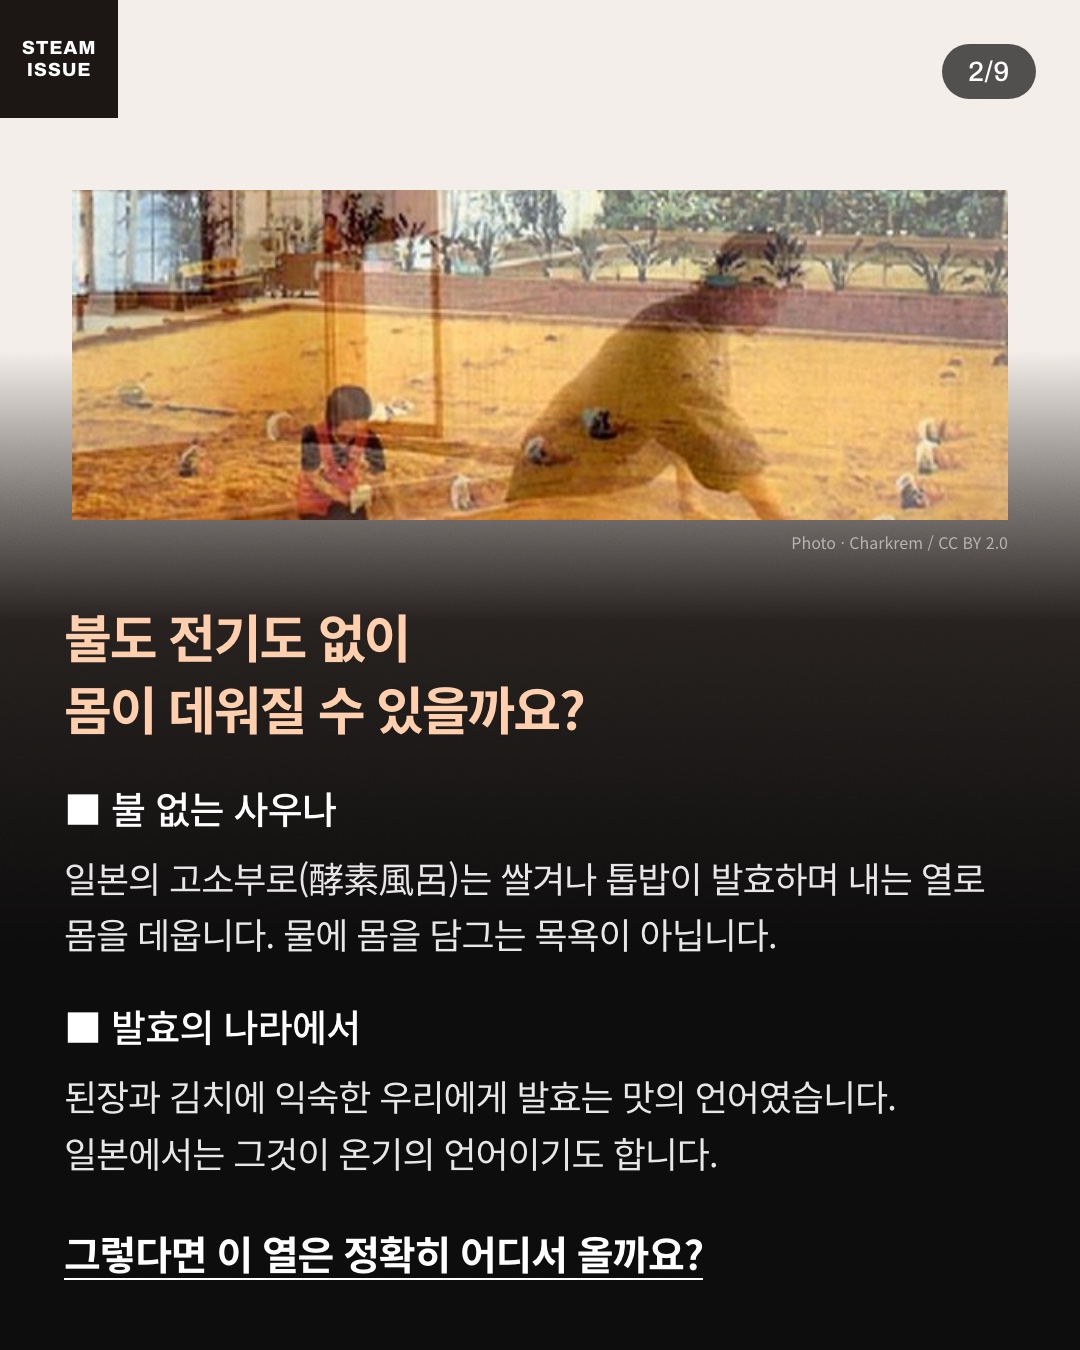 STEAM
ISSUE
2/9
Photo · Charkrem / CC BY 2.0
불도 전기도 없이
몸이 데워질 수 있을까요?
■ 불 없는 사우나
일본의 고소부로(酵素風呂)는 쌀겨나 톱밥이 발효하며 내는 열로
몸을 데웁니다. 물에 몸을 담그는 목욕이 아닙니다.
■ 발효의 나라에서
된장과 김치에 익숙한 우리에게 발효는 맛의 언어였습니다.
일본에서는 그것이 온기의 언어이기도 합니다.
그렇다면 이 열은 정확히 어디서 올까요?